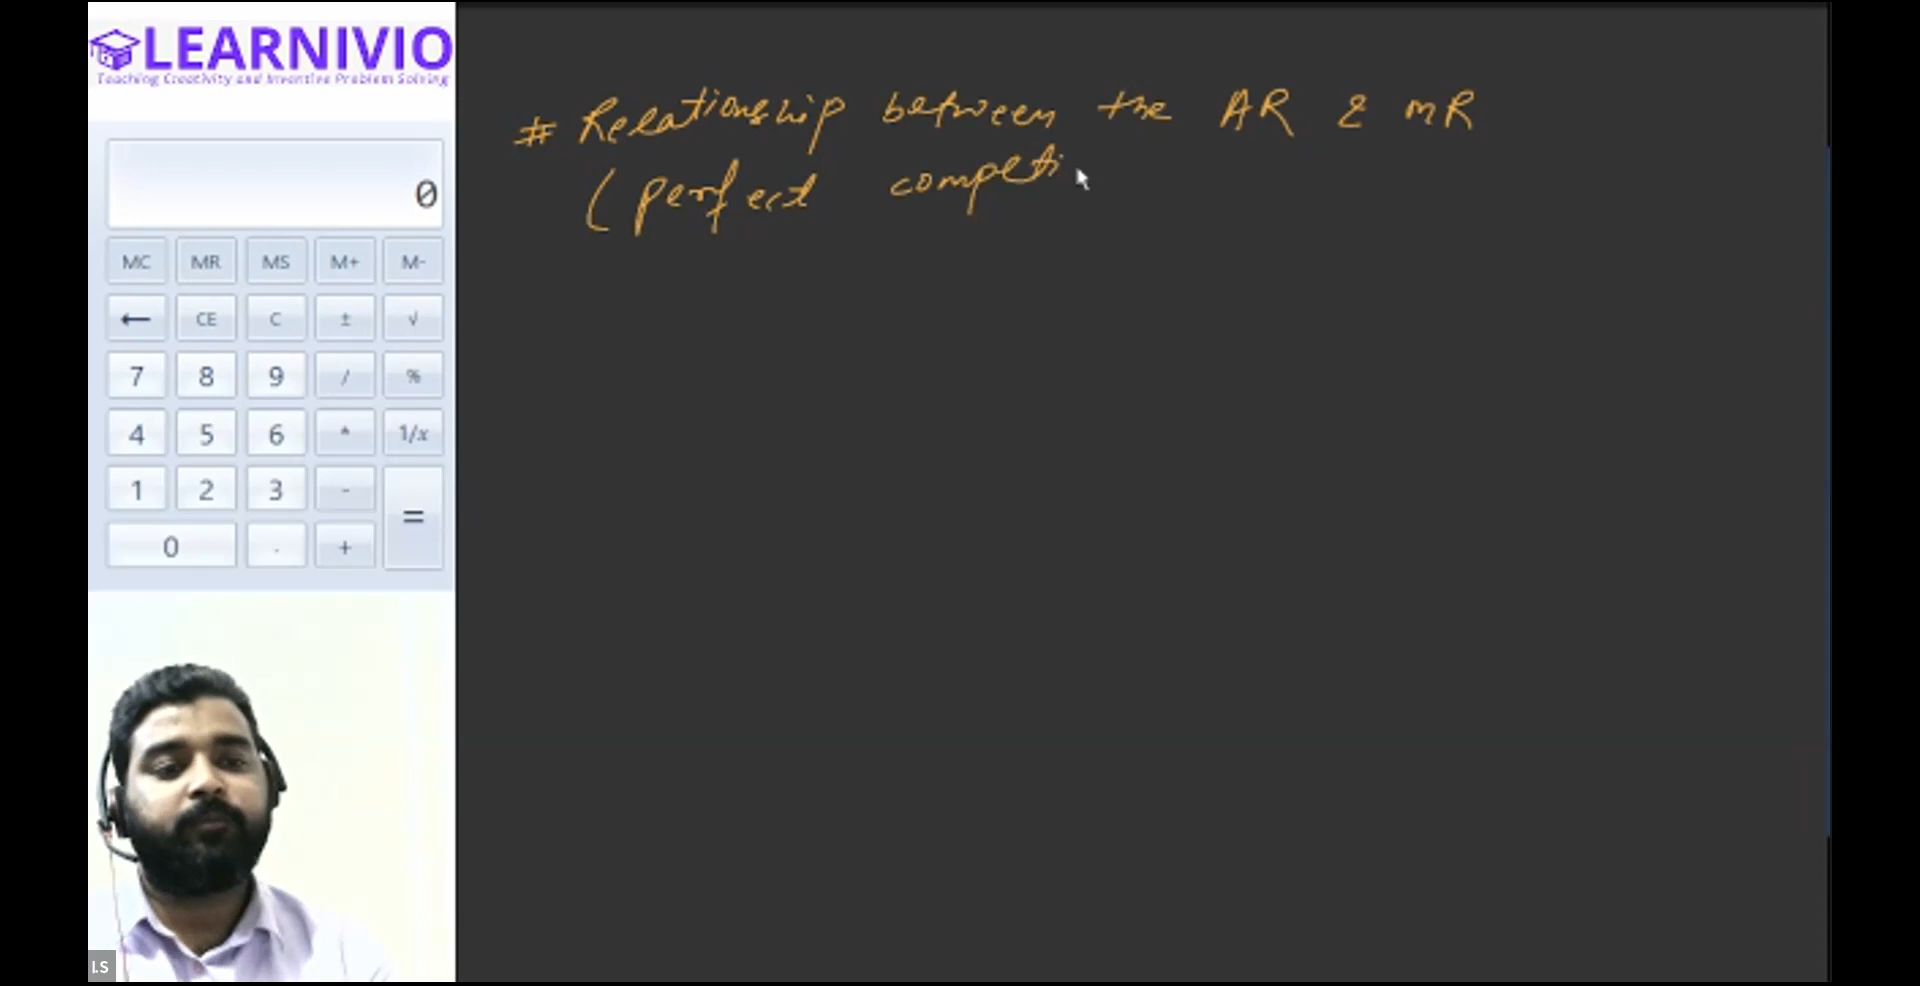 LEARNIVIO
Teaching Creativity and Inventive Problem Solving
# Relationship between the AR & MR
(perfect competi
0
MC MR MS M+ M-
← CE C ± √
7 8 9 / %
4 5 6 * 1/x
1 2 3 - =
0 . +
I.S